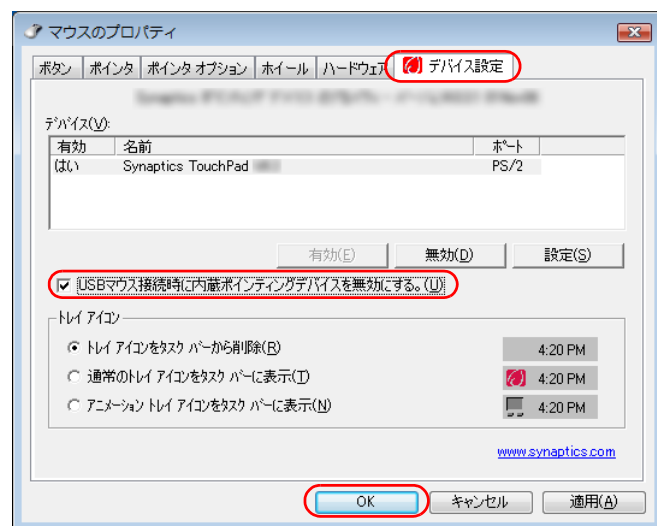 マウスのプロパティ
ボタン ポインタ ポインタ オプション ホイール ハードウェア デバイス設定
デバイス(V):
有効 名前 ポート
はい Synaptics TouchPad PS/2
有効(E) 無効(D) 設定(S)
USBマウス接続時に内蔵ポインティングデバイスを無効にする。(U)
トレイ アイコン
トレイ アイコンをタスク バーから削除(R) 4:20 PM
通常のトレイ アイコンをタスク バーに表示(T) 4:20 PM
アニメーション トレイ アイコンをタスク バーに表示(N) 4:20 PM
www.synaptics.com
OK キャンセル 適用(A)